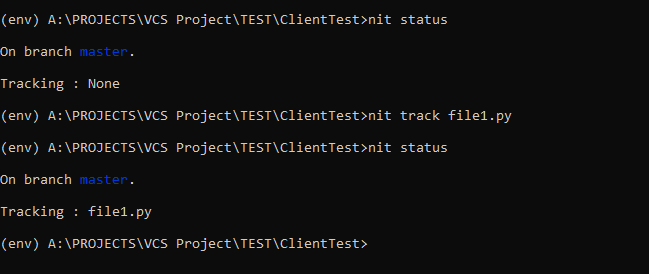 (env) A:\PROJECTS\VCS Project\TEST\ClientTest>nit status
On branch master.
Tracking : None
(env) A:\PROJECTS\VCS Project\TEST\ClientTest>nit track file1.py
(env) A:\PROJECTS\VCS Project\TEST\ClientTest>nit status
On branch master.
Tracking : file1.py
(env) A:\PROJECTS\VCS Project\TEST\ClientTest>